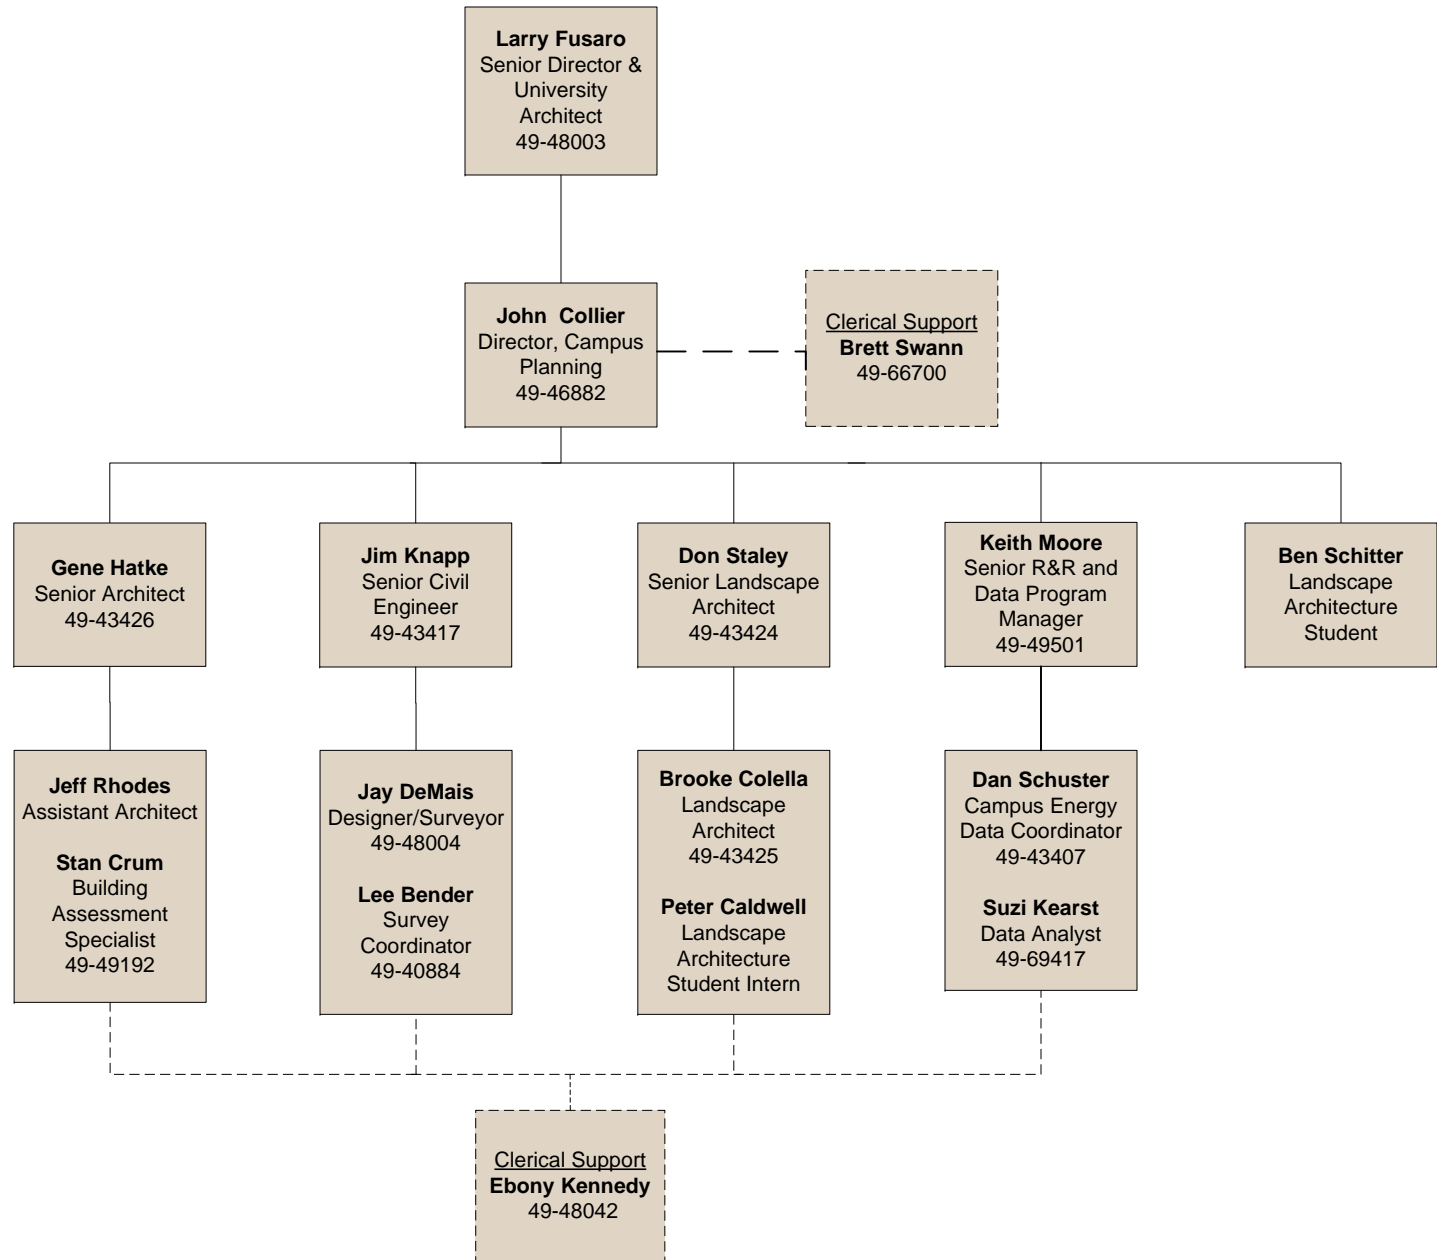 Larry Fusaro
Senior Director &
University
Architect
49-48003
John  Collier
Director, Campus
Planning
49-46882
Clerical Support
Brett Swann
49-66700
Gene Hatke
Senior Architect
49-43426
Jim Knapp
Senior Civil
Engineer
49-43417
Don Staley
Senior Landscape
Architect
49-43424
Keith Moore
Senior R&R and
Data Program
Manager
49-49501
Ben Schitter
Landscape
Architecture
Student
Jeff Rhodes
Assistant Architect
Stan Crum
Building
Assessment
Specialist
49-49192
Jay DeMais
Designer/Surveyor
49-48004
Lee Bender
Survey
Coordinator
49-40884
Brooke Colella
Landscape
Architect
49-43425
Peter Caldwell
Landscape
Architecture
Student Intern
Dan Schuster
Campus Energy
Data Coordinator
49-43407
Suzi Kearst
Data Analyst
49-69417
Clerical Support
Ebony Kennedy
49-48042